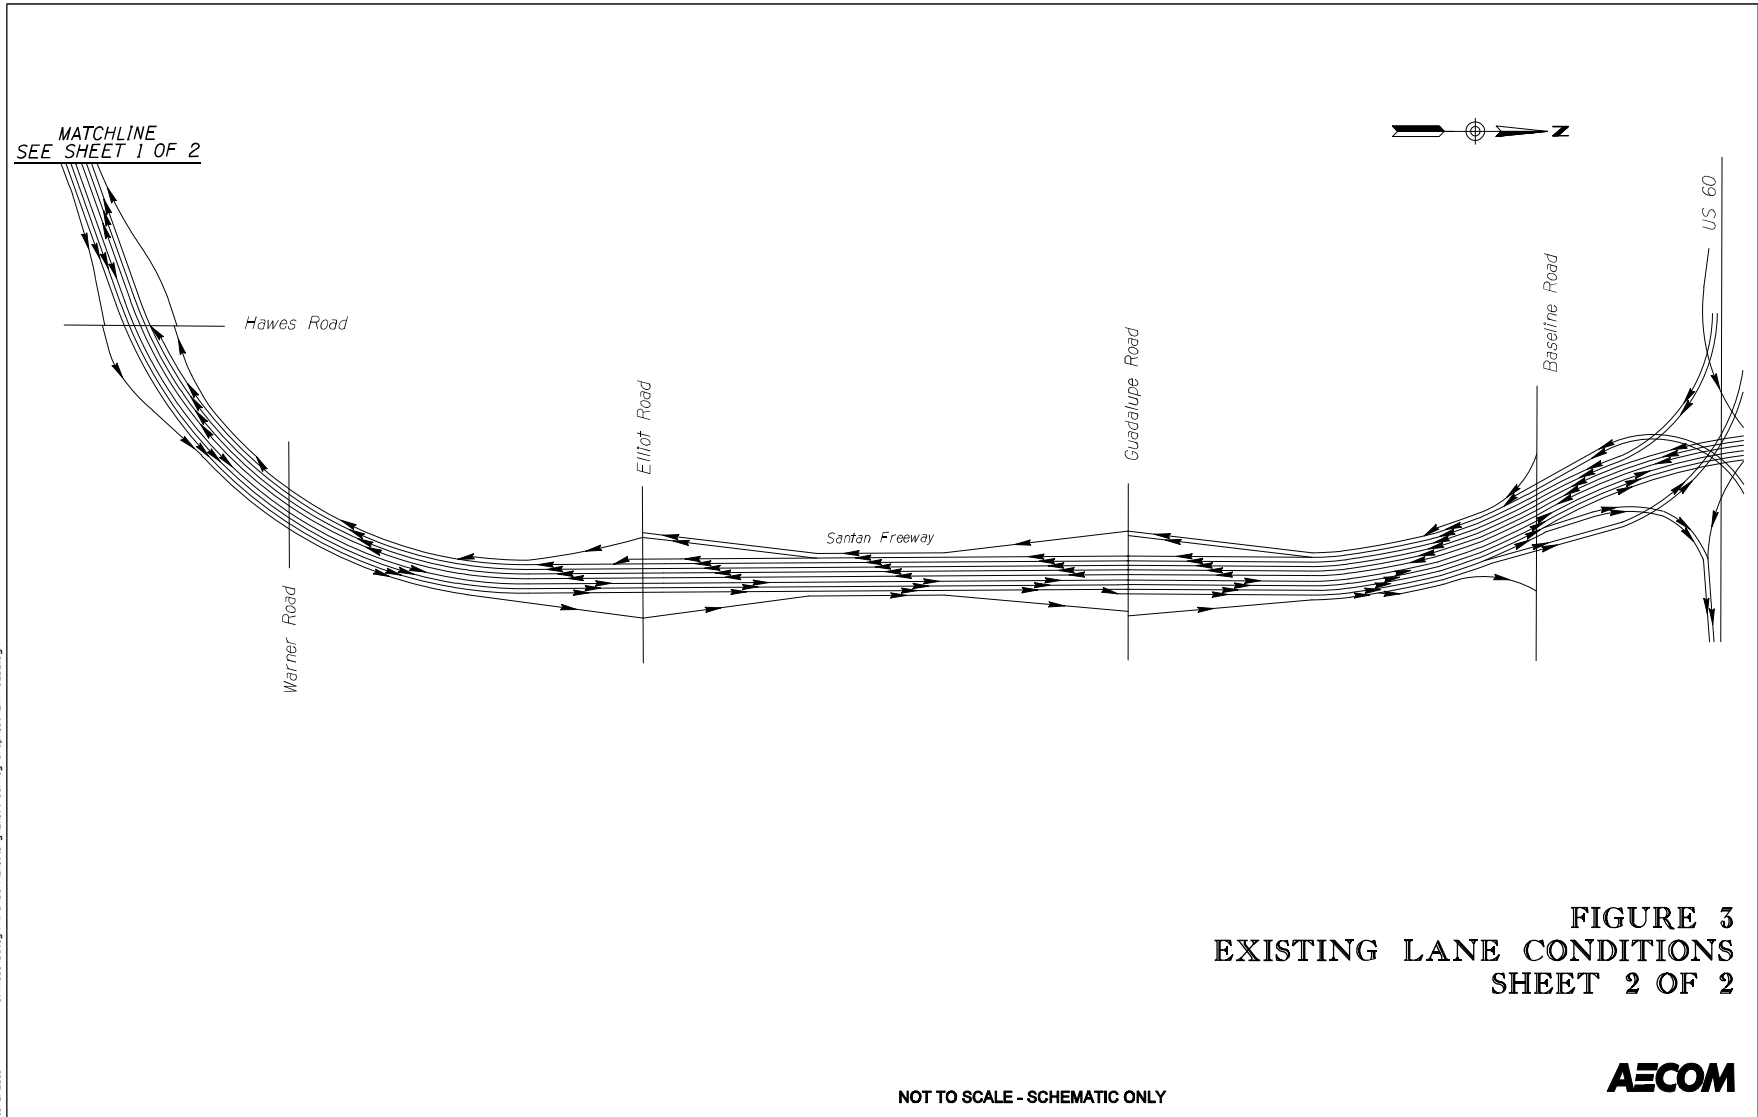 MATCHLINE
SEE SHEET 1 OF 2
N
US 60
Baseline Road
Hawes Road
Guadalupe Road
Elliot Road
Santan Freeway
Warner Road
FIGURE 3
EXISTING LANE CONDITIONS
SHEET 2 OF 2
AECOM
NOT TO SCALE - SCHEMATIC ONLY